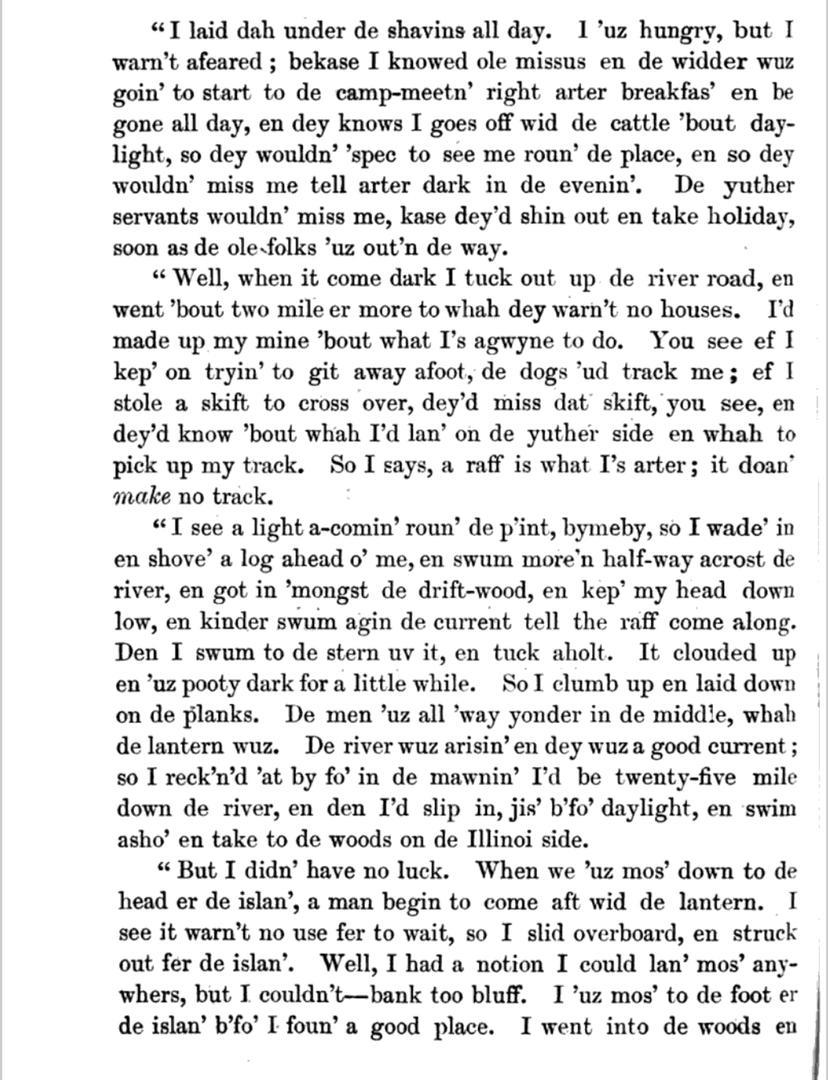 “I laid dah under de shavins all day. I ’uz hungry, but I
warn’t afeared ; bekase I knowed ole missus en de widder wuz
goin’ to start to de camp-meetn’ right arter breakfas’ en be
gone all day, en dey knows I goes off wid de cattle ’bout day-
light, so dey wouldn’ ’spec to see me roun’ de place, en so dey
wouldn’ miss me tell arter dark in de evenin’. De yuther
servants wouldn’ miss me, kase dey’d shin out en take holiday,
soon as de ole folks ’uz out’n de way.
“ Well, when it come dark I tuck out up de river road, en
went ’bout two mile er more to whah dey warn’t no houses. I’d
made up my mine ’bout what I’s agwyne to do. You see ef I
kep’ on tryin’ to git away afoot, de dogs ’ud track me ; ef I
stole a skift to cross over, dey’d miss dat skift, you see, en
dey’d know ’bout whah I’d lan’ on de yuther side en whah to
pick up my track. So I says, a raff is what I’s arter ; it doan’
make no track.
“ I see a light a-comin’ roun’ de p’int, bymeby, so I wade’ in
en shove’ a log ahead o’ me, en swum more’n half-way acrost de
river, en got in ’mongst de drift-wood, en kep’ my head down
low, en kinder swum agin de current tell the raff come along.
Den I swum to de stern uv it, en tuck aholt. It clouded up
en ’uz pooty dark for a little while. So I clumb up en laid down
on de planks. De men ’uz all ’way yonder in de middle, whah
de lantern wuz. De river wuz arisin’ en dey wuz a good current ;
so I reck’n’d ’at by fo’ in de mawnin’ I’d be twenty-five mile
down de river, en den I’d slip in, jis’ b’fo’ daylight, en swim
asho’ en take to de woods on de Illinoi side.
“ But I didn’ have no luck. When we ’uz mos’ down to de
head er de islan’, a man begin to come aft wid de lantern. I
see it warn’t no use fer to wait, so I slid overboard, en struck
out fer de islan’. Well, I had a notion I could lan’ mos’ any-
whers, but I couldn’t—bank too bluff. I ’uz mos’ to de foot er
de islan’ b’fo’ I foun’ a good place. I went into de woods en